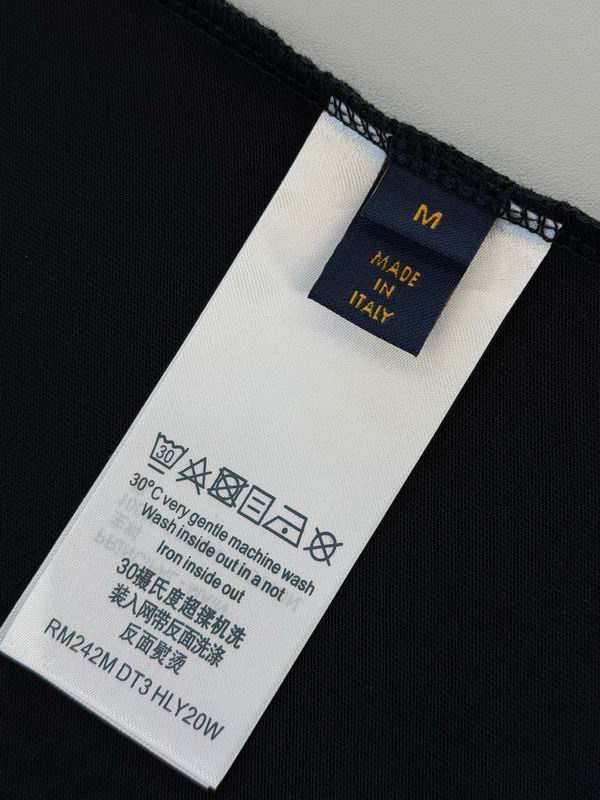 M
MADE
IN
ITALY
30
30°C very gentle machine wash
Wash inside out in a not
Iron inside out
30摄氏度超揉机洗
装入网带反面洗涤
反面熨烫
RM242M DT3 HLY20W